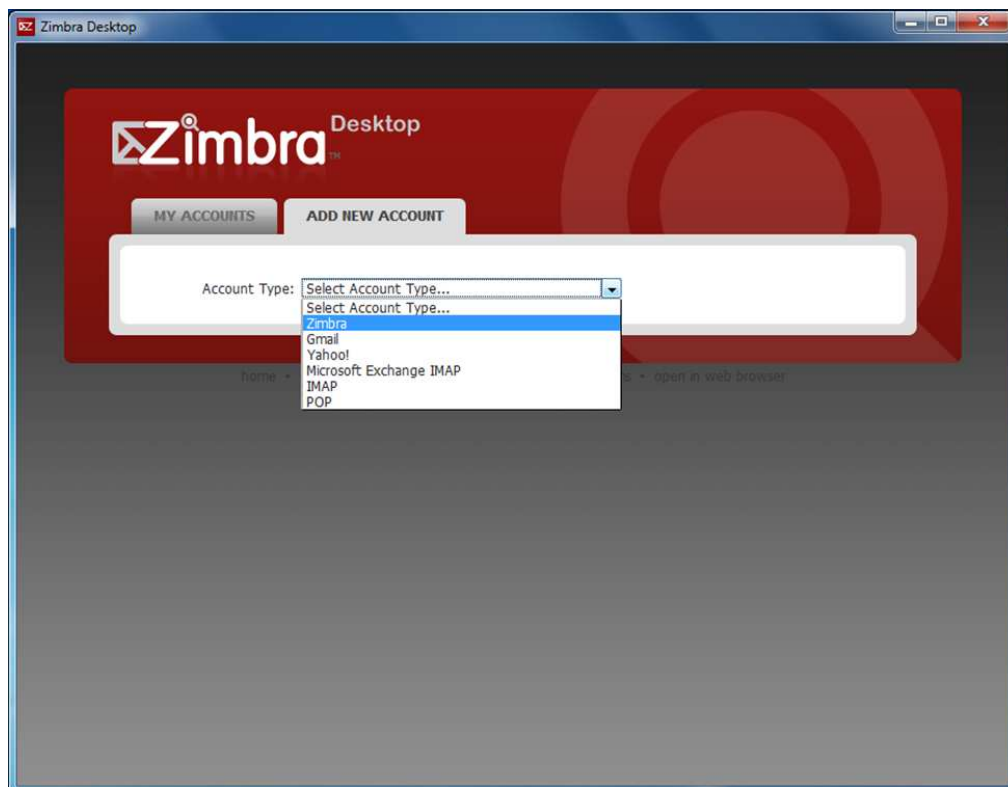 Zimbra Desktop
Zimbra Desktop
TM
MY ACCOUNTS ADD NEW ACCOUNT
Account Type: Select Account Type...
Select Account Type...
Zimbra
Gmail
Yahoo!
Microsoft Exchange IMAP
IMAP
POP
home • • open in web browser